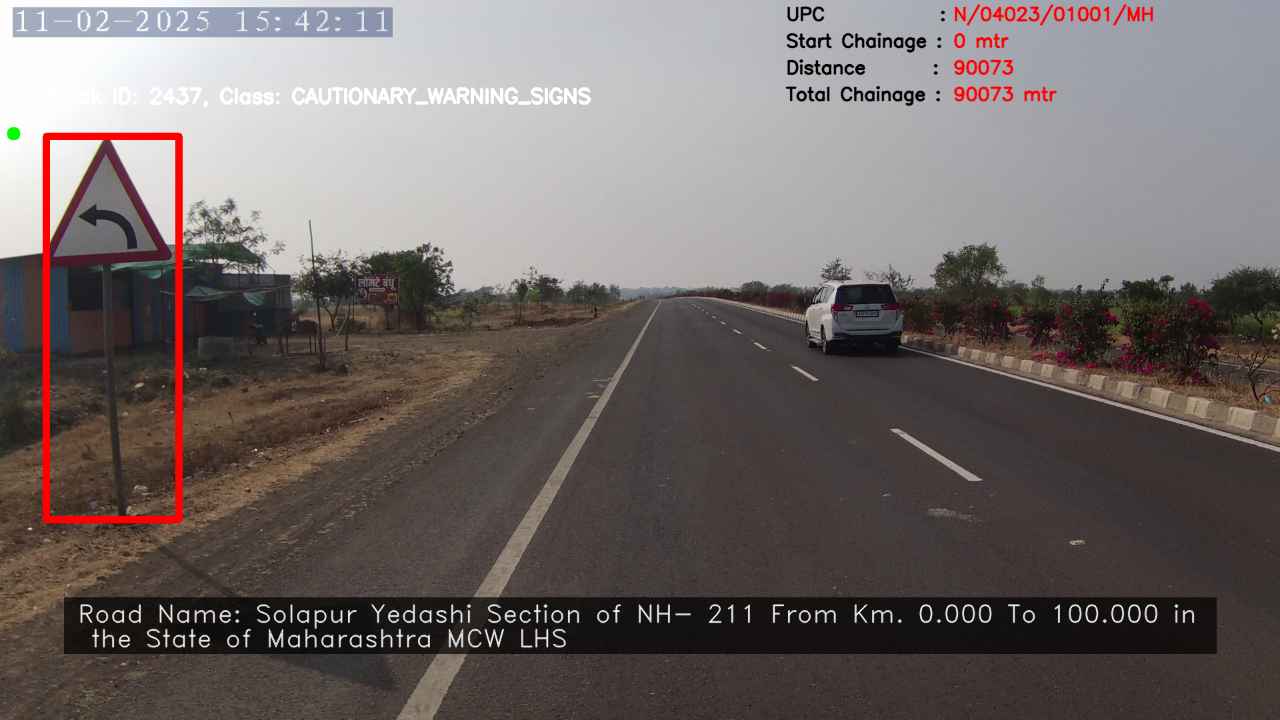 11-02-2025 15:42:11
UPC : N/04023/01001/MH
Start Chainage : 0 mtr
Distance : 90073
Total Chainage : 90073 mtr
ID: 2437, Class: CAUTIONARY_WARNING_SIGNS
Road Name: Solapur Yedashi Section of NH- 211 From Km. 0.000 To 100.000 in
the State of Maharashtra MCW LHS